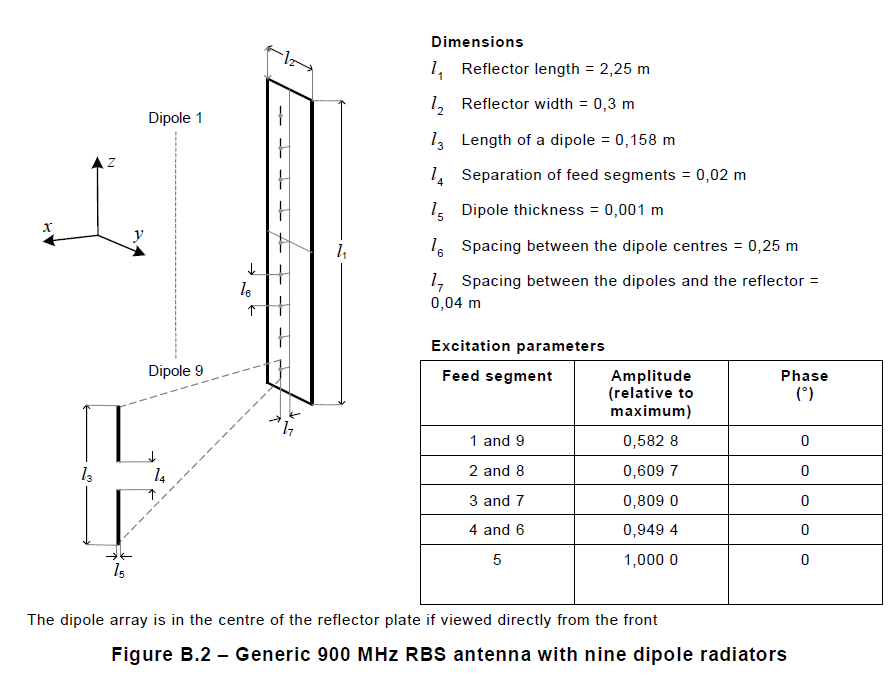 Dimensions
l1 Reflector length = 2,25 m
l2 Reflector width = 0,3 m
l3 Length of a dipole = 0,158 m
l4 Separation of feed segments = 0,02 m
l5 Dipole thickness = 0,001 m
l6 Spacing between the dipole centres = 0,25 m
l7 Spacing between the dipoles and the reflector =
0,04 m
l2
Dipole 1
z
x
y
l1
l6
Dipole 9
l7
l3
l4
l5
Excitation parameters
Feed segment Amplitude (relative to maximum) Phase (°)
1 and 9 0,582 8 0
2 and 8 0,609 7 0
3 and 7 0,809 0 0
4 and 6 0,949 4 0
5 1,000 0 0
The dipole array is in the centre of the reflector plate if viewed directly from the front
Figure B.2 – Generic 900 MHz RBS antenna with nine dipole radiators